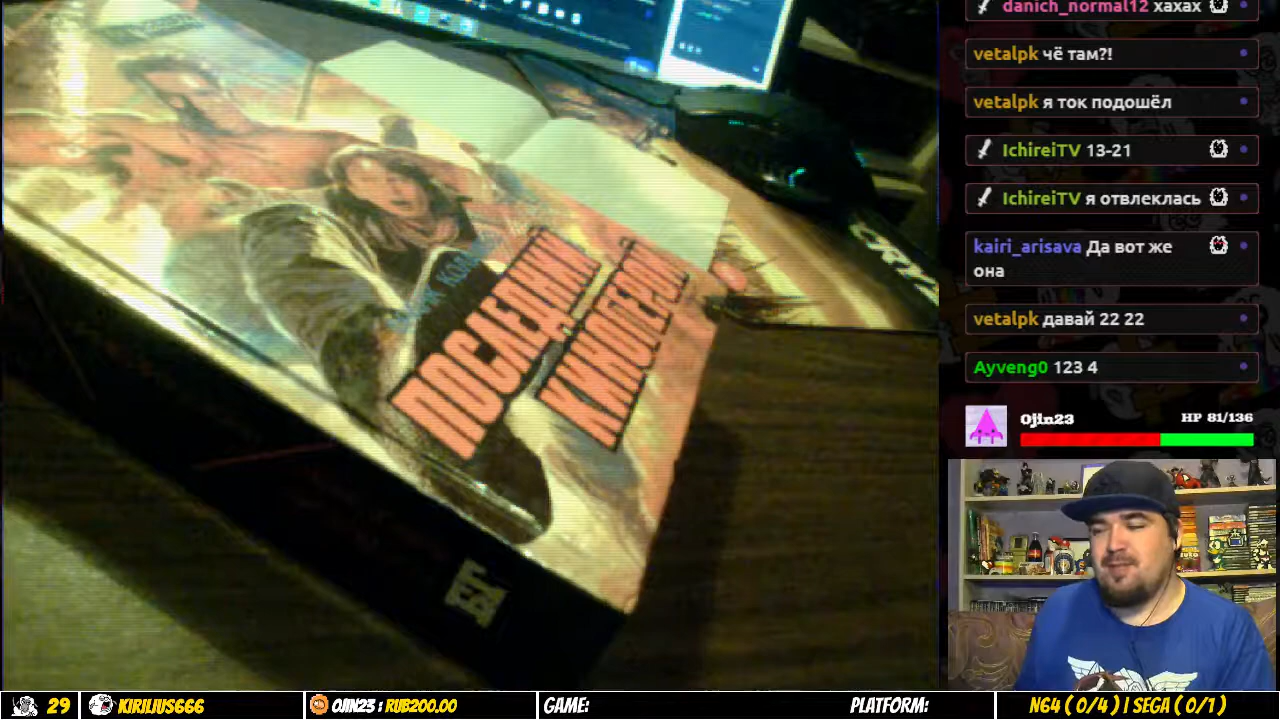 ПОСЛЕДНИЙ
КИНОГЕРОЙ
CRY
danich_normal12 хахах
vetalpk чё там?!
vetalpk я ток подошёл
IchireiTV 13-21
IchireiTV я отвлеклась
kairi_arisava Да вот же
она
vetalpk давай 22 22
Ayveng0 123 4
Ojin23 HP 81/136
29 KIRILIUS666 OJIN23 : RUB200.00 GAME: PLATFORM: N64 ( 0/4 ) | SEGA ( 0/1 )